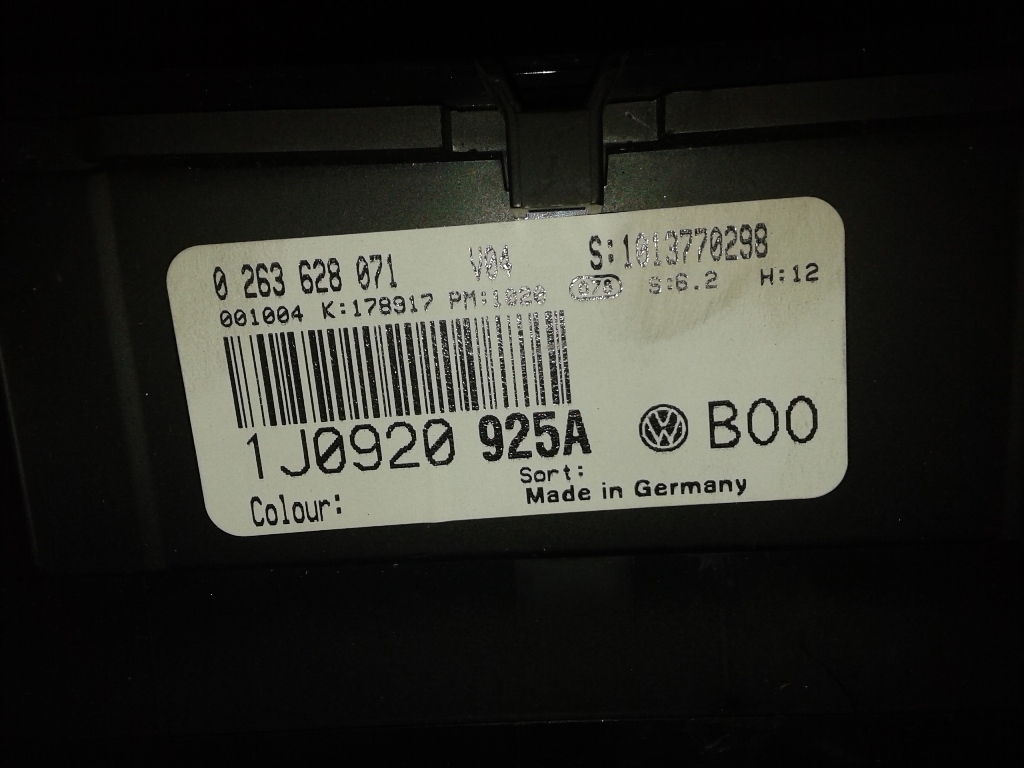 0 263 628 071 V04 S:1013770298
001004 K:178917 PM:1020 S:6.2 H:12
1J0920 925A B00
Sort:
Colour: Made in Germany